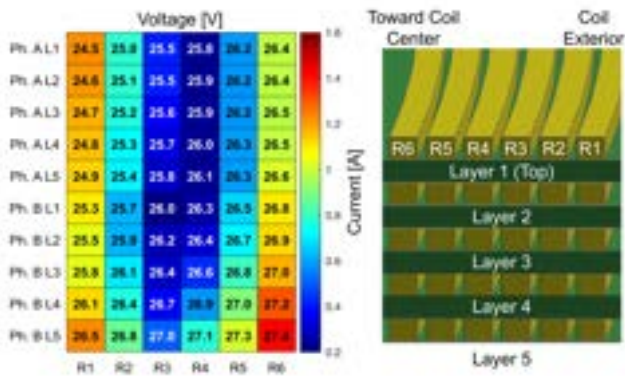 Voltage [V]
Ph. A L1 24.5 25.0 25.5 25.8 26.2 26.4
Ph. A L2 24.6 25.1 25.5 25.9 26.2 26.4
Ph. A L3 24.7 25.2 25.6 25.9 26.2 26.5
Ph. A L4 24.8 25.3 25.7 26.0 26.3 26.5
Ph. A L5 24.9 25.4 25.8 26.1 26.3 26.6
Ph. B L1 25.3 25.7 26.0 26.3 26.5 26.8
Ph. B L2 25.5 25.9 26.2 26.4 26.7 26.9
Ph. B L3 25.8 26.1 26.4 26.6 26.8 27.0
Ph. B L4 26.1 26.4 26.7 26.9 27.0 27.2
Ph. B L5 26.5 26.8 27.0 27.1 27.3
R1 R2 R3 R4 R5 R6
1.6
1.4
1.2
1
0.8
0.6
0.4
0.2
Current [A]
Toward Coil
Center
Coil
Exterior
R6 R5 R4 R3 R2 R1
Layer 1 (Top)
Layer 2
Layer 3
Layer 4
Layer 5